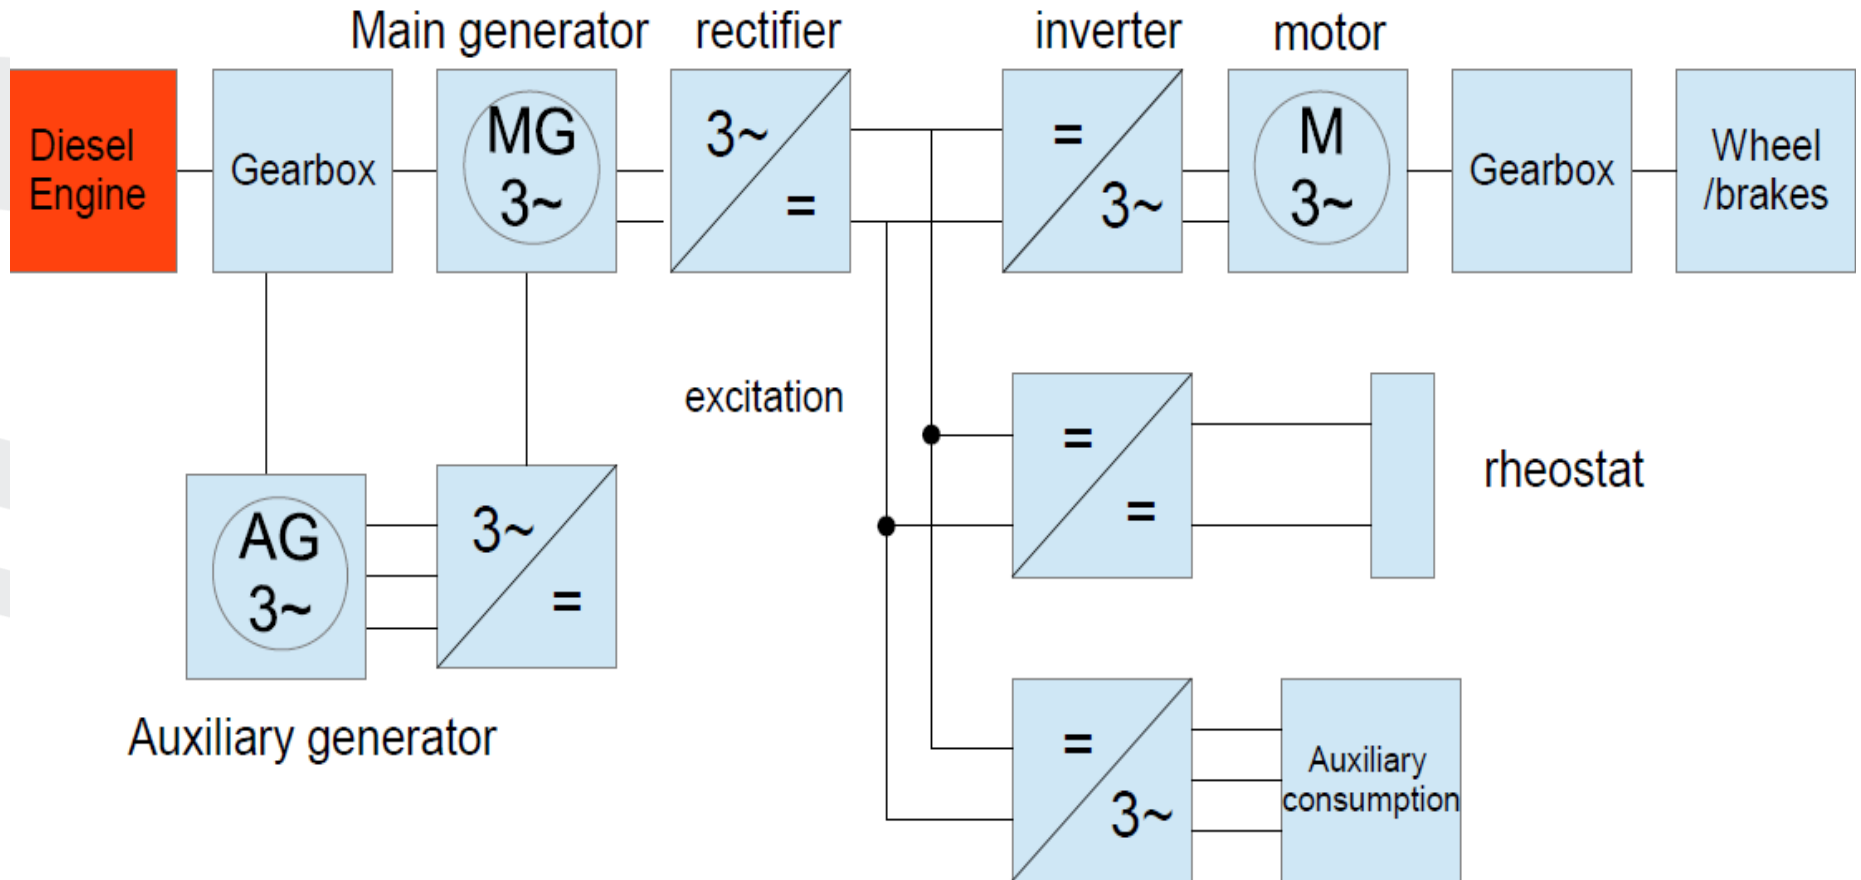 Main generator
rectifier
inverter
motor
Diesel
Engine
Gearbox
MG
3~
3~
=
=
3~
M
3~
Gearbox
Wheel
/brakes
excitation
=
=
rheostat
AG
3~
3~
=
Auxiliary generator
=
3~
Auxiliary
consumption